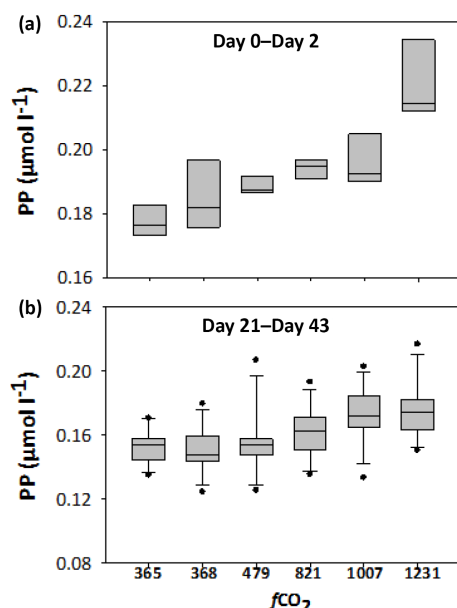 (a)
Day 0–Day 2
0.24
0.22
0.20
0.18
0.16
PP (µmol l⁻¹)
(b)
Day 21–Day 43
0.24
0.20
0.16
0.12
0.08
PP (µmol l⁻¹)
365 368 479 821 1007 1231
fCO₂